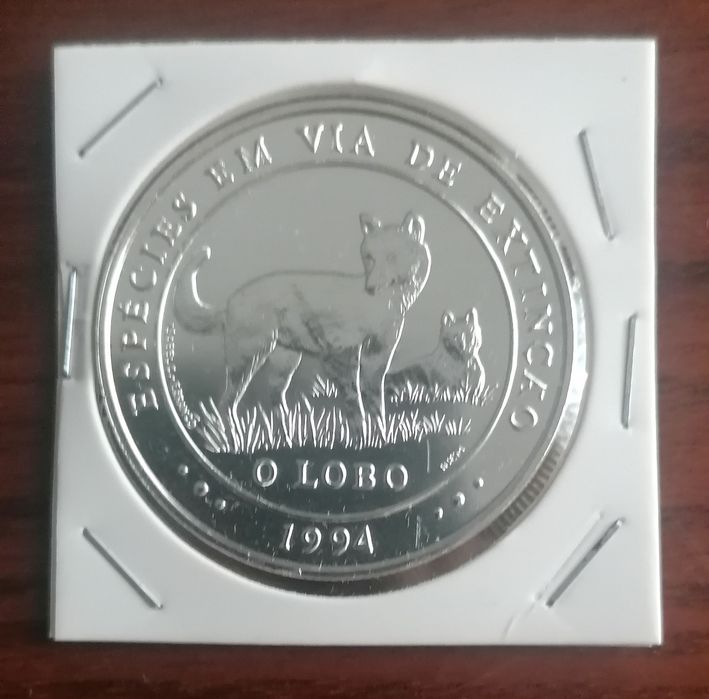 ESPÉCIES EM VIA DE EXTINÇÃO
O LOBO
1994